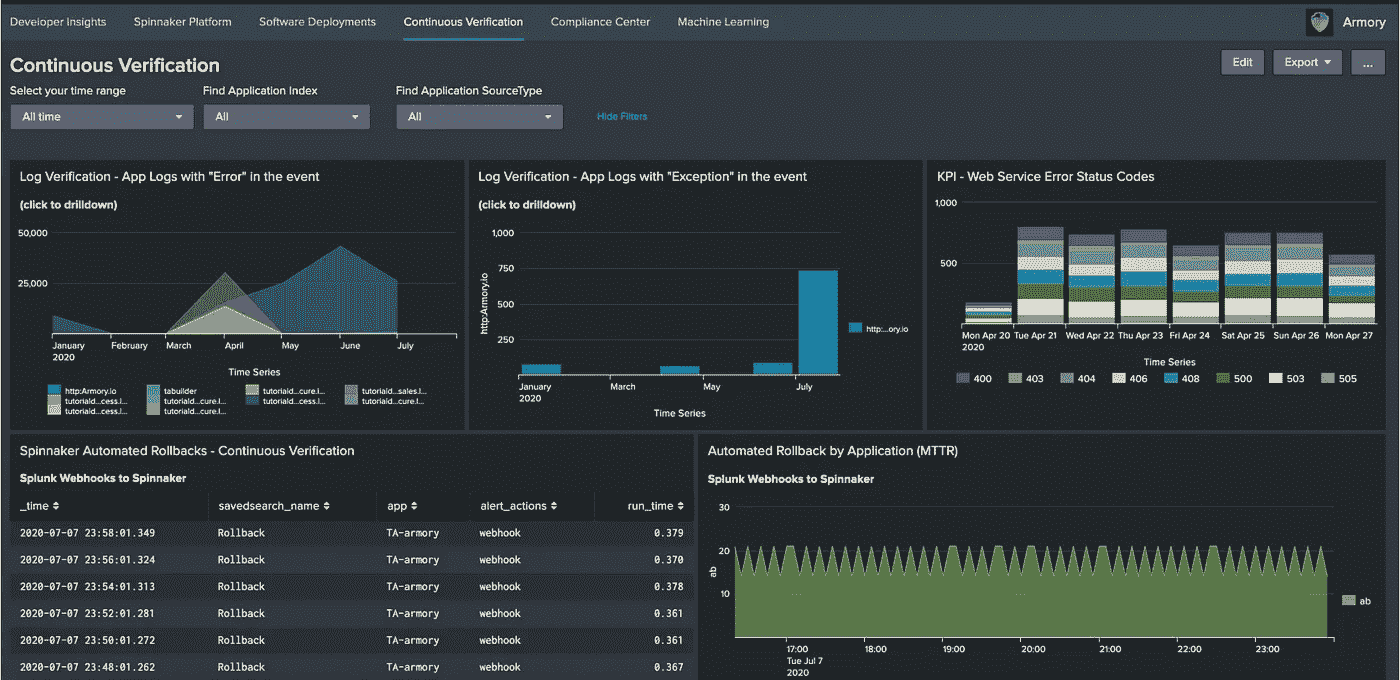 Developer Insights Spinnaker Platform Software Deployments Continuous Verification Compliance Center Machine Learning Armory
Continuous Verification Edit Export ...
Select your time range Find Application Index Find Application SourceType
All time All All Hide Filters
Log Verification - App Logs with "Error" in the event
(click to drilldown)
50,000
25,000
January February March April May June July
2020
Time Series
http:Armory.io tabuilder tutoriald...cure.l... tutoriald...sales.l...
tutoriald...cess.l... tutoriald...cure.l... tutoriald...cess.l... tutoriald...cure.l...
tutoriald...cess.l... tutoriald...cure.l...
Log Verification - App Logs with "Exception" in the event
(click to drilldown)
1,000
750
500
250
http:Armory.io
http:...ory.io
January March May July
2020
Time Series
KPI - Web Service Error Status Codes
1,000
500
Mon Apr 20 Tue Apr 21 Wed Apr 22 Thu Apr 23 Fri Apr 24 Sat Apr 25 Sun Apr 26 Mon Apr 27
2020
Time Series
400 403 404 406 408 500 503 505
Spinnaker Automated Rollbacks - Continuous Verification
Splunk Webhooks to Spinnaker
_time savedsearch_name app alert_actions run_time
2020-07-07 23:58:01.349 Rollback TA-armory webhook 0.379
2020-07-07 23:56:01.324 Rollback TA-armory webhook 0.370
2020-07-07 23:54:01.313 Rollback TA-armory webhook 0.378
2020-07-07 23:52:01.281 Rollback TA-armory webhook 0.361
2020-07-07 23:50:01.272 Rollback TA-armory webhook 0.361
2020-07-07 23:48:01.262 Rollback TA-armory webhook 0.367
Automated Rollback by Application (MTTR)
Splunk Webhooks to Spinnaker
30
20
10
ab
ab
17:00 18:00 19:00 20:00 21:00 22:00 23:00
Tue Jul 7
2020